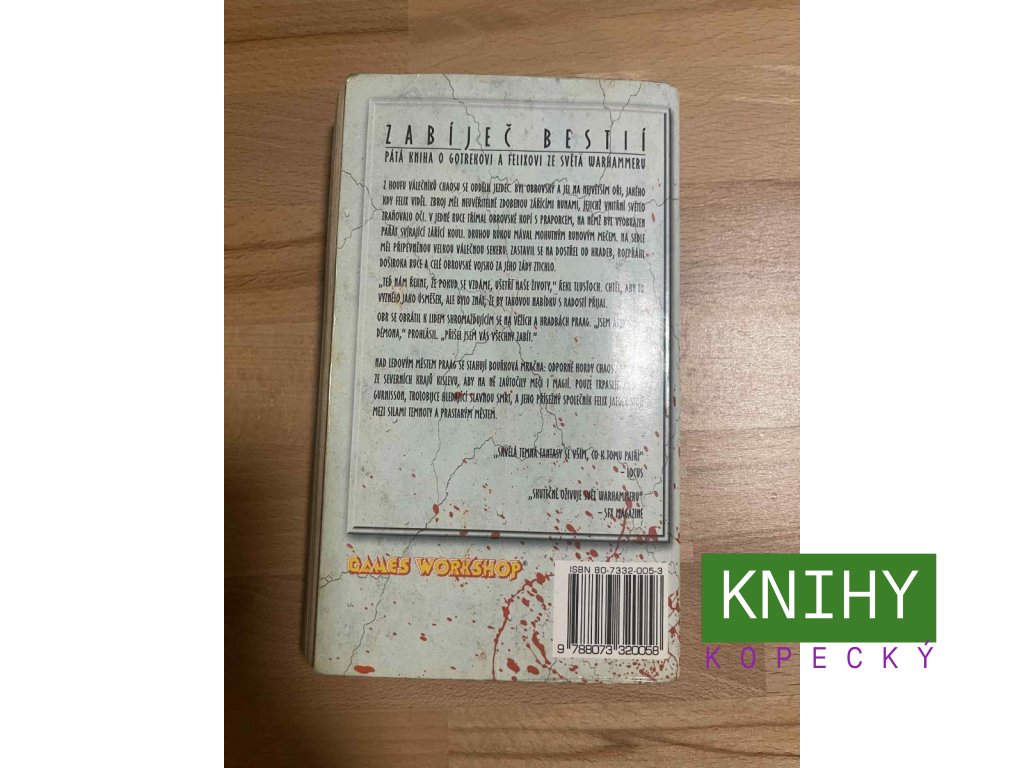 ZABÍJEČ BESTIÍ
PÁTÁ KNIHA O GOTREKOVI A FELIXOVI ZE SVĚTA WARHAMMERU
Z HOUFU VÁLEČNÍKŮ CHAOSU SE ODDĚLIL JEZDEC. BYL OBROVSKÝ A JEL NA NEJVĚTŠÍM OŘI, JAKÉHO
KDY FELIX VIDĚL. ZBROJ MĚL NEUVĚŘITELNĚ ZDOBENOU ZÁŘÍCÍMI RUNAMI, JEJICHŽ VNITŘNÍ SVĚTLO
ZRAŇOVALO OČI. V JEDNÉ RUCE TŘÍMAL OBROVSKÉ KOPÍ S PRAPORCEM, NA NĚMŽ BYL VYOBRAZEN
PAŘÁT SVÍRAJÍCÍ ZÁŘÍCÍ KOULI. DRUHOU RUKOU MÁVAL MOHUTNÝM RUNOVÝM MEČEM. NA SEDLE
MĚL PŘIPEVNĚNOU VELKOU VÁLEČNOU SEKERU. ZASTAVIL SE NA DOSTŘEL OD HRADEB, ROZPŘÁHL
DOŠIROKA RUCE A CELÉ OBROVSKÉ VOJSKO ZA JEHO ZÁDY ZTICHLO.
„TEĎ NÁM ŘEKNE, ŽE POKUD SE VZDÁME, UŠETŘÍ NAŠE ŽIVOTY,“ ŘEKL TLUSŤOCH. CHTĚL, ABY TO
VYZNĚLO JAKO ÚSMĚŠEK, ALE BYLO ZNÁT, ŽE BY TAKOVOU NABÍDKU S RADOSTÍ PŘIJAL.
OBR SE OBRÁTIL K LIDEM SHROMAŽĎUJÍCÍM SE NA VĚŽÍCH A HRADBÁCH PRAAG. „JSEM
DÉMONA,“ PROHLÁSIL. „PŘIŠEL JSEM VÁS VŠECHNY ZABÍT.“
NAD LEDOVÝM MĚSTEM PRAAG SE STAHUJÍ BOUŘKOVÁ MRAČNA: ODPORNÉ HORDY CHAOSU
ZE SEVERNÍCH KRAJŮ KISLEVU, ABY NA NĚ ZAÚTOČILY MEČI I MAGIÍ. POUZE
GURNISSON, TROLOBIJCE HLEDAJÍCÍ SLAVNOU SMRT, A JEHO PŘÍSEŽNÝ SPOLEČNÍK FELIX JAEGER
MEZI SILAMI TEMNOTY A PRASTARÝM MĚSTEM.
„SKVĚLÁ TEMNÁ FANTASY SE VŠÍM, CO K TOMU PATŘÍ“
– LOCUS
„SKUTEČNĚ OŽIVUJE SVĚT WARHAMMERU“
– SFX MAGAZINE
GAMES WORKSHOP®
ISBN 80-7332-005-3
9 788073 320058
KNIHY
KOPECKÝ